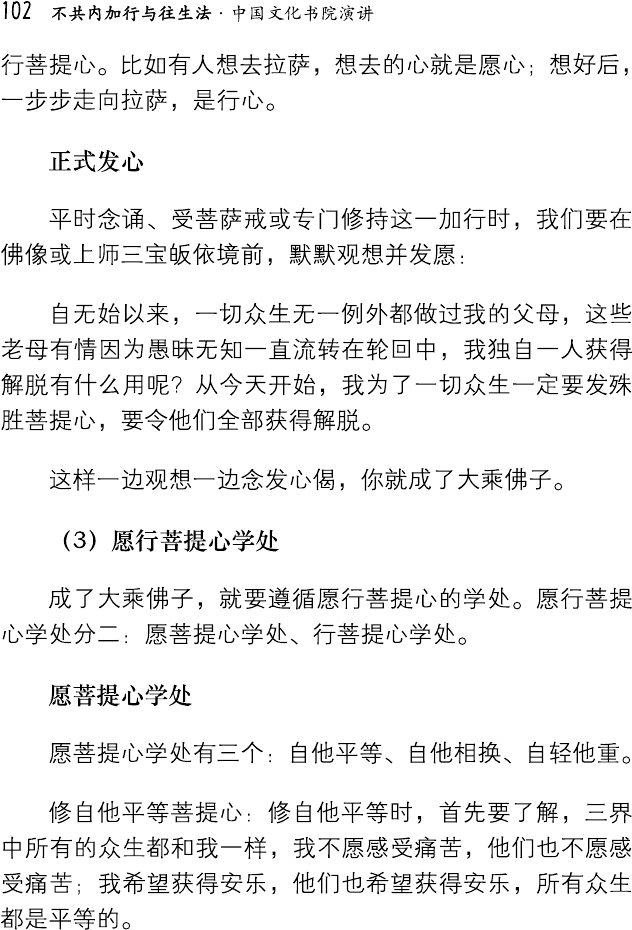 102 不共内加行与往生法·中国文化书院演讲
行菩提心。比如有人想去拉萨，想去的心就是愿心；想好后，
一步步走向拉萨，是行心。
正式发心
平时念诵、受菩萨戒或专门修持这一加行时，我们要在
佛像或上师三宝皈依境前，默默观想并发愿：
自无始以来，一切众生无一例外都做过我的父母，这些
老母有情因为愚昧无知一直流转在轮回中，我独自一人获得
解脱有什么用呢？从今天开始，我为了一切众生一定要发殊
胜菩提心，要令他们全部获得解脱。
这样一边观想一边念发心偈，你就成了大乘佛子。
（3）愿行菩提心学处
成了大乘佛子，就要遵循愿行菩提心的学处。愿行菩提
心学处分二：愿菩提心学处、行菩提心学处。
愿菩提心学处
愿菩提心学处有三个：自他平等、自他相换、自轻他重。
修自他平等菩提心：修自他平等时，首先要了解，三界
中所有的众生都和我一样，我不愿感受痛苦，他们也不愿感
受痛苦；我希望获得安乐，他们也希望获得安乐，所有众生
都是平等的。